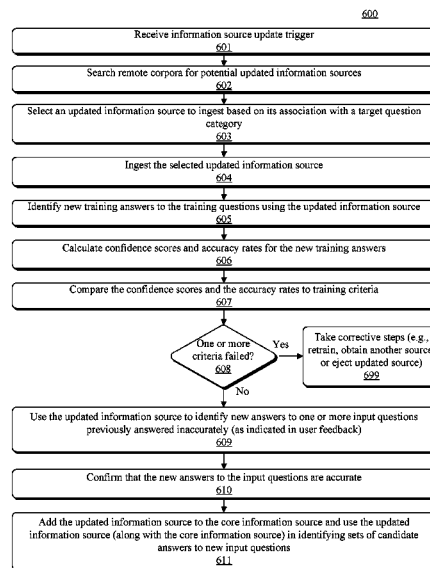 600
Receive information source update trigger
601
Search remote corpora for potential updated information sources
602
Select an updated information source to ingest based on its association with a target question
category
603
Ingest the selected updated information source
604
Identify new training answers to the training questions using the updated information source
605
Calculate confidence scores and accuracy rates for the new training answers
606
Compare the confidence scores and the accuracy rates to training criteria
607
One or more
criteria failed?
608
Yes
Take corrective steps (e.g.,
retrain, obtain another source,
or eject updated source)
699
No
Use the updated information source to identify new answers to one or more input questions
previously answered inaccurately (as indicated in user feedback)
609
Confirm that the new answers to the input questions are accurate
610
Add the updated information source to the core information source and use the updated
information source (along with the core information source) in identifying sets of candidate
answers to new input questions
611